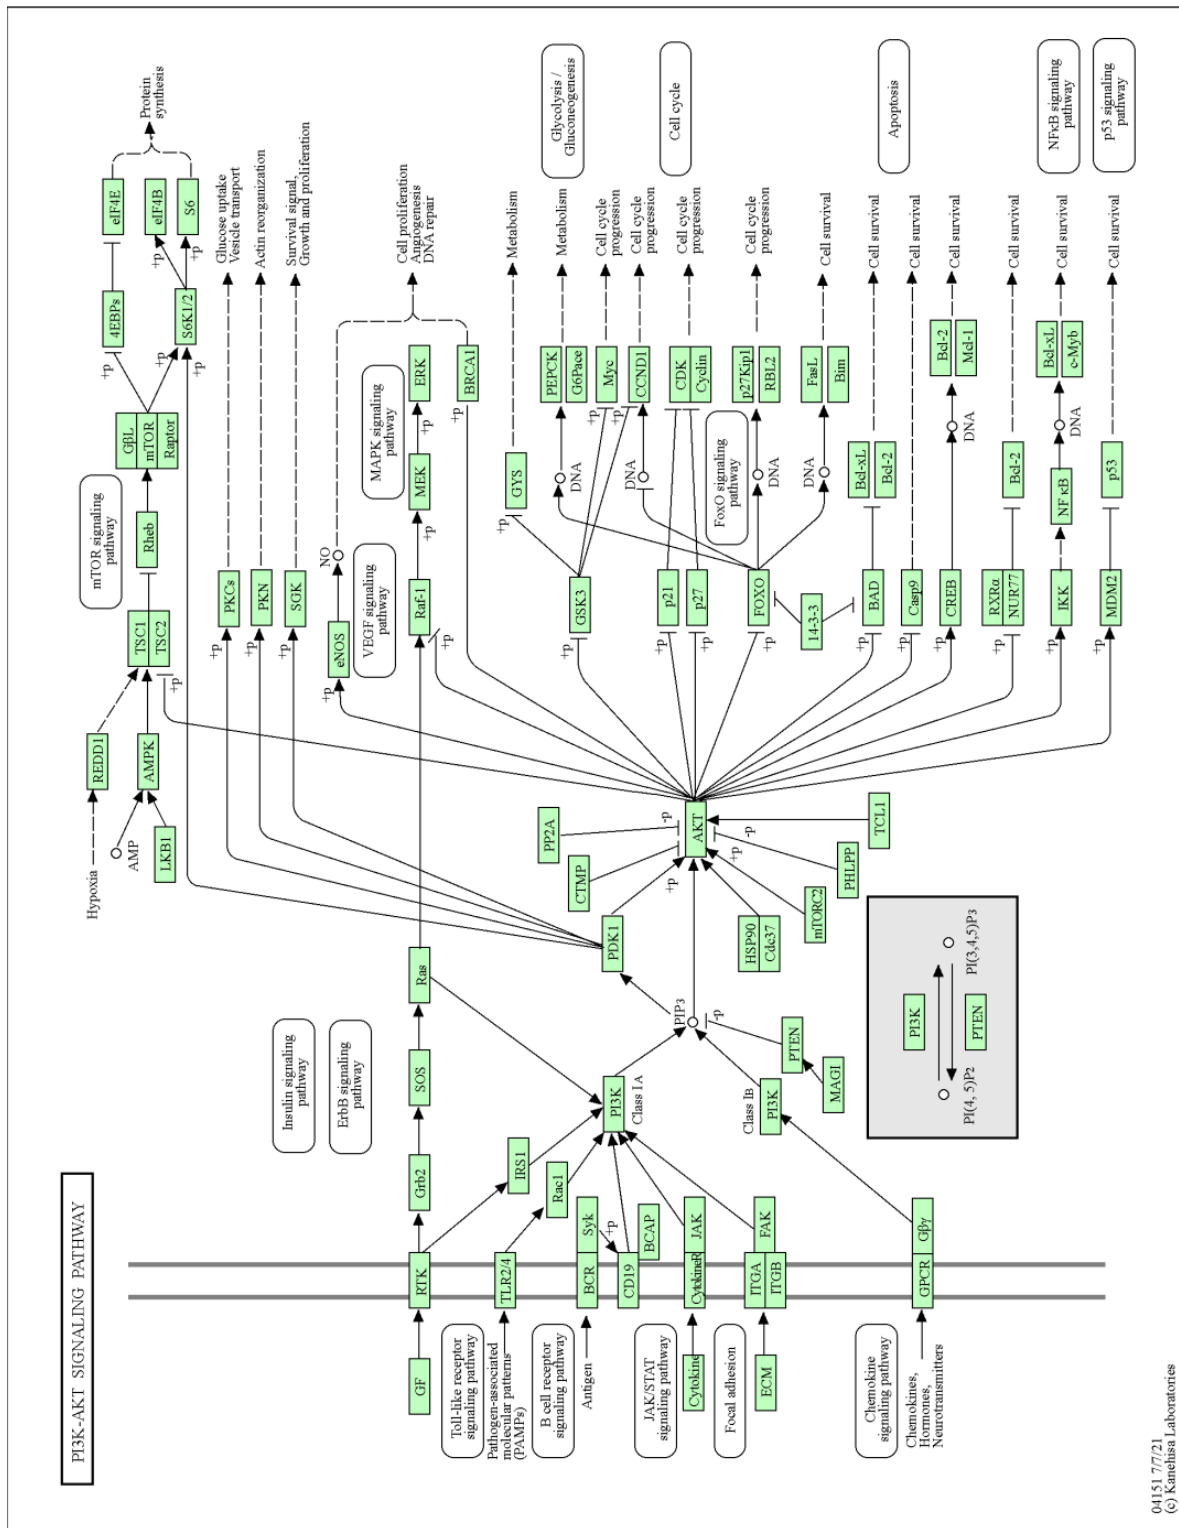 PI3K-AKT SIGNALING PATHWAY
Hypoxia
REDD1
AMP
LKB1
AMPK
TSC1
TSC2
+p
mTOR signaling
pathway
Rheb
GβL
mTOR
Raptor
+p
+p
4EBPs
S6K1/2
+p
+p
eIF4E
eIF4B
S6
Protein
synthesis
+p
PKCs
Glucose uptake
Vesicle transport
+p
PKN
Actin reorganization
+p
SGK
Survival signal,
Growth and proliferation
Insulin signaling
pathway
ErbB signaling
pathway
GF
RTK
Grb2
SOS
Ras
+p
eNOS
NO
VEGF signaling
pathway
MAPK signaling
pathway
+p
Raf-1
+p
MEK
+p
ERK
+p
BRCA1
Cell proliferation
Angiogenesis
DNA repair
Toll-like receptor
signaling pathway
Pathogen-associated
molecular patterns
(PAMPs)
TLR2/4
IRS1
Rac1
B cell receptor
signaling pathway
Antigen
BCR
Syk
+p
CD19
BCAP
PI3K
Class IA
JAK/STAT
signaling pathway
Cytokine
CytokineR
JAK
Focal adhesion
ECM
ITGA
ITGB
FAK
Chemokine
signaling pathway
Chemokines,
Hormones,
Neurotransmitters
GPCR
Gβγ
Class IB
PI3K
PIP3
-p
PTEN
MAGI
PDK1
+p
CTMP
PP2A
-p
AKT
+p
-p
HSP90
Cdc37
mTORC2
PHLPP
TCL1
PI(4, 5)P2
PI3K
PTEN
PI(3,4,5)P3
+p
GYS
Metabolism
+p
GSK3
DNA
PEPCK
G6Pace
Metabolism
Glycolysis /
Gluconeogenesis
+p
Myc
Cell cycle
progression
+p
DNA
CCND1
Cell cycle
progression
+p
p21
+p
p27
CDK
Cyclin
Cell cycle
progression
Cell cycle
+p
FOXO
FoxO signaling
pathway
DNA
p27Kip1
RBL2
Cell cycle
progression
DNA
FasL
Bim
Cell survival
14-3-3
+p
BAD
Bcl-xL
Bcl-2
Cell survival
Apoptosis
+p
Casp9
Cell survival
+p
CREB
DNA
Bcl-2
Mcl-1
Cell survival
+p
RXRα
NUR77
Bcl-2
Cell survival
+p
IKK
NFκB
DNA
Bcl-xL
c-Myb
Cell survival
NFκB signaling
pathway
+p
MDM2
p53
Cell survival
p53 signaling
pathway
04151 7/7/21
(c) Kanehisa Laboratories